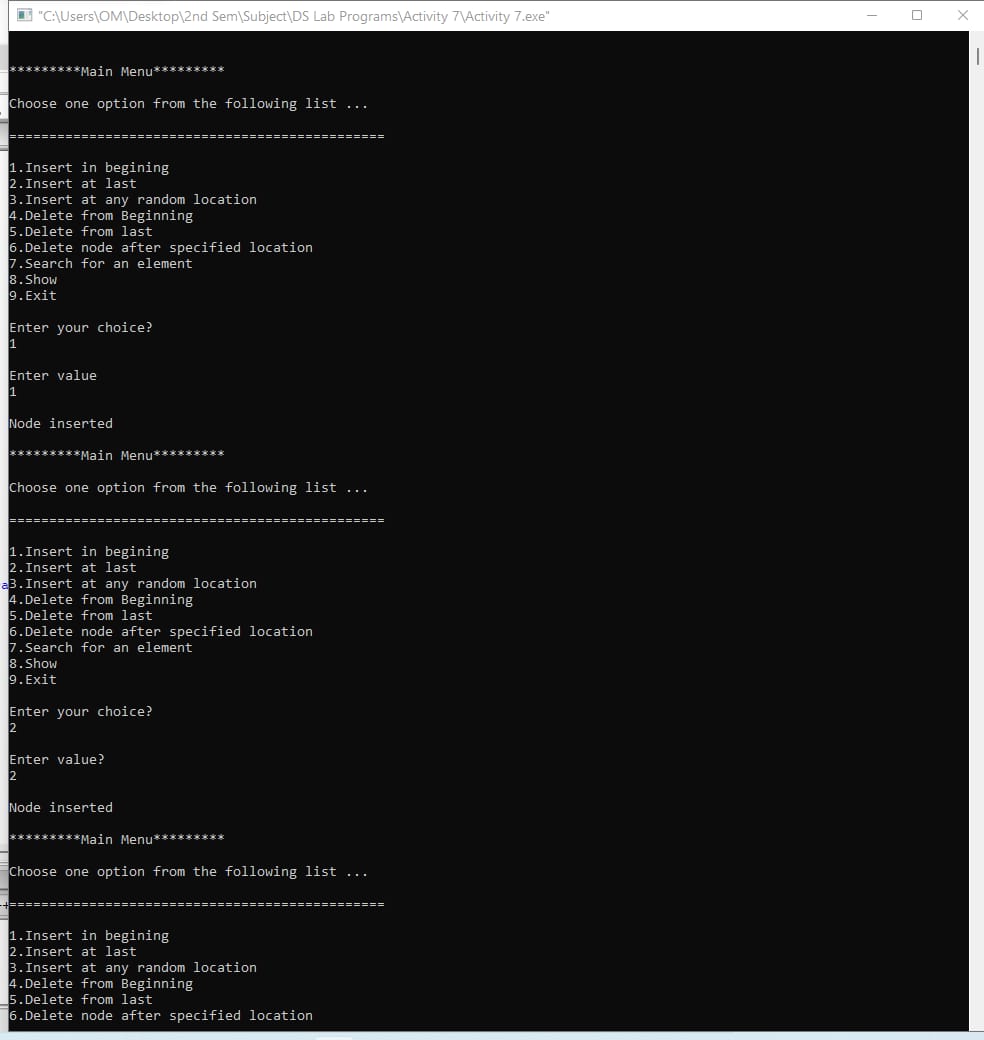 "C:\Users\OM\Desktop\2nd Sem\Subject\DS Lab Programs\Activity 7\Activity 7.exe"
*********Main Menu*********
Choose one option from the following list ...
===============================================
1.Insert in begining
2.Insert at last
3.Insert at any random location
4.Delete from Beginning
5.Delete from last
6.Delete node after specified location
7.Search for an element
8.Show
9.Exit
Enter your choice?
1
Enter value
1
Node inserted
*********Main Menu*********
Choose one option from the following list ...
===============================================
1.Insert in begining
2.Insert at last
3.Insert at any random location
4.Delete from Beginning
5.Delete from last
6.Delete node after specified location
7.Search for an element
8.Show
9.Exit
Enter your choice?
2
Enter value?
2
Node inserted
*********Main Menu*********
Choose one option from the following list ...
===============================================
1.Insert in begining
2.Insert at last
3.Insert at any random location
4.Delete from Beginning
5.Delete from last
6.Delete node after specified location